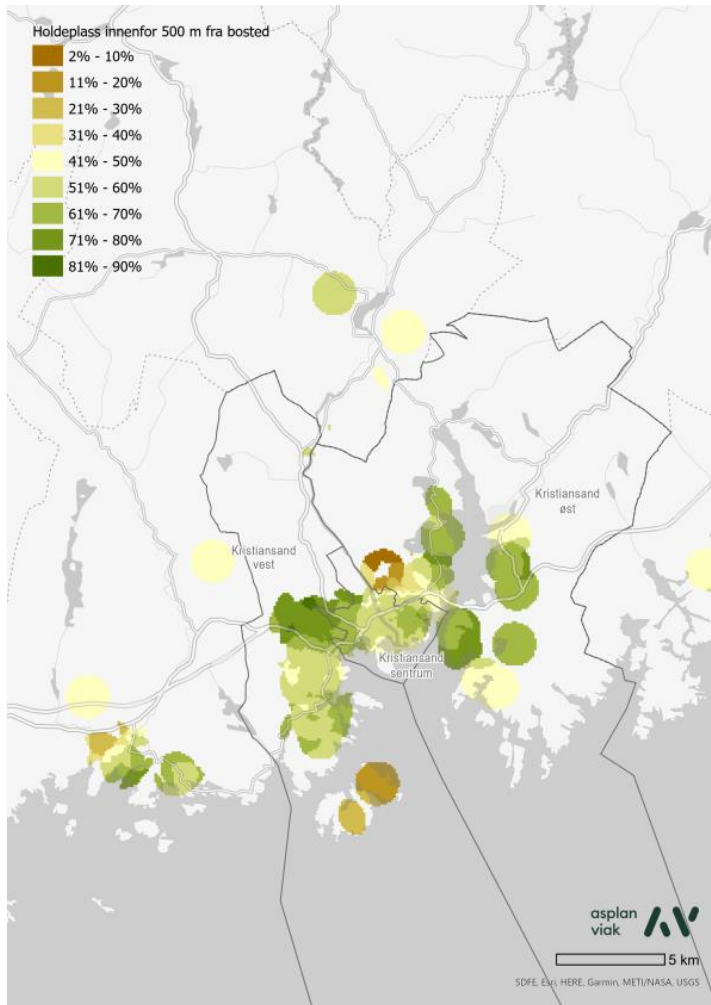 Holdeplass innenfor 500 m fra bosted
2% - 10%
11% - 20%
21% - 30%
31% - 40%
41% - 50%
51% - 60%
61% - 70%
71% - 80%
81% - 90%
Kristiansand
øst
Kristiansand
vest
Kristiansand
sentrum
asplan
viak
5 km
SDFE, Esri, HERE, Garmin, METI/NASA, USGS